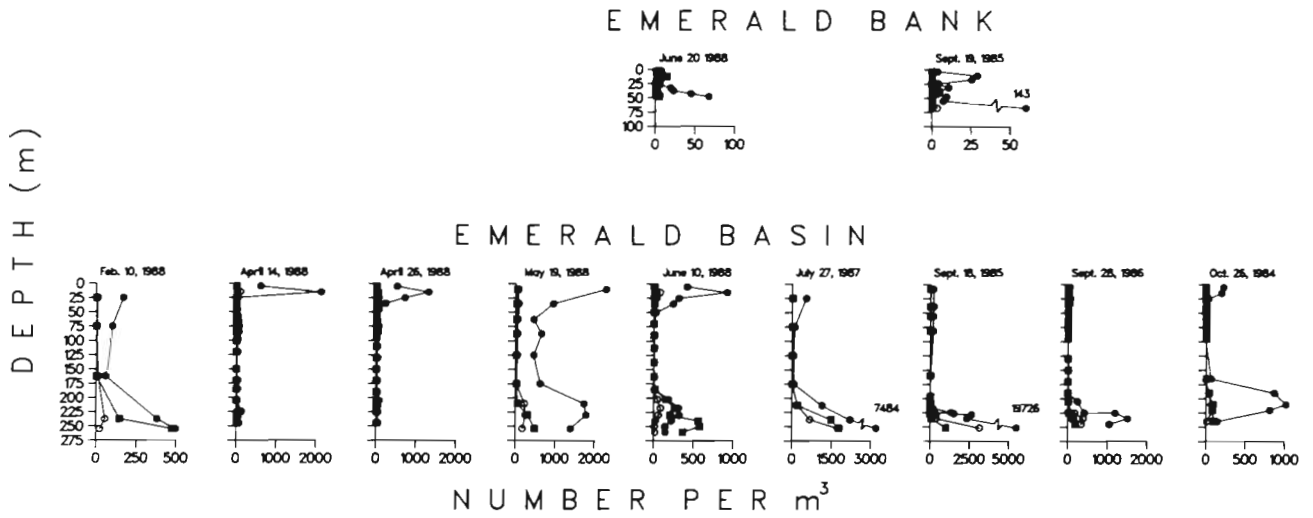 EMERALD BANK
June 20 1988
Sept. 19, 1985
0
25
50
75
100
143
0 50 100
0 25 50 75
DEPTH (m)
EMERALD BASIN
Feb. 10, 1988
April 14, 1988
April 26, 1988
May 19, 1988
June 10, 1988
July 27, 1987
Sept. 18, 1985
Sept. 28, 1986
Oct. 26, 1984
0
25
50
75
100
125
150
175
200
225
250
275
7484
19726
0 500
0 1000 2000
0 1000 2000
0 1000 2000
0 500 1000
0 1000 2000 3000
0 2500 5000
0 1000 2000
0 500 1000
NUMBER PER m³